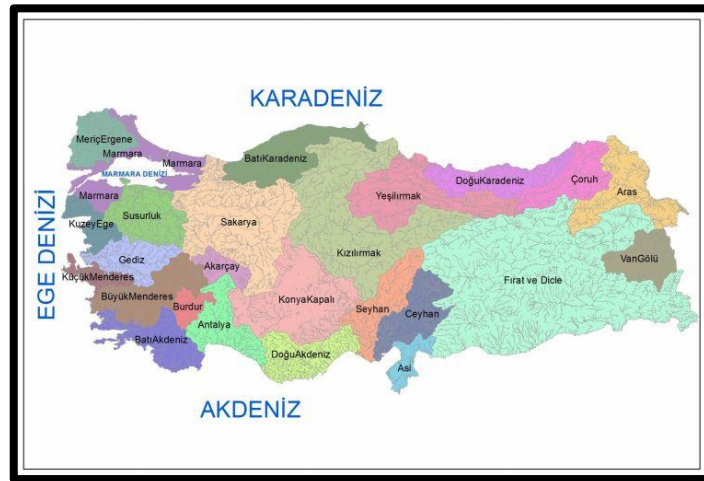 KARADENİZ
MeriçErgene
Marmara
Marmara
BatıKaradeniz
MARMARA DENİZİ
DoğuKaradeniz
Çoruh
Marmara
Yeşilırmak
Aras
Susurluk
Sakarya
KuzeyEge
Kızılırmak
EGE DENİZİ
Gediz
VanGölü
Akarçay
KüçükMenderes
Fırat ve Dicle
BüyükMenderes
Burdur
KonyaKapalı
Seyhan
Ceyhan
Antalya
BatıAkdeniz
DoğuAkdeniz
Asi
AKDENİZ